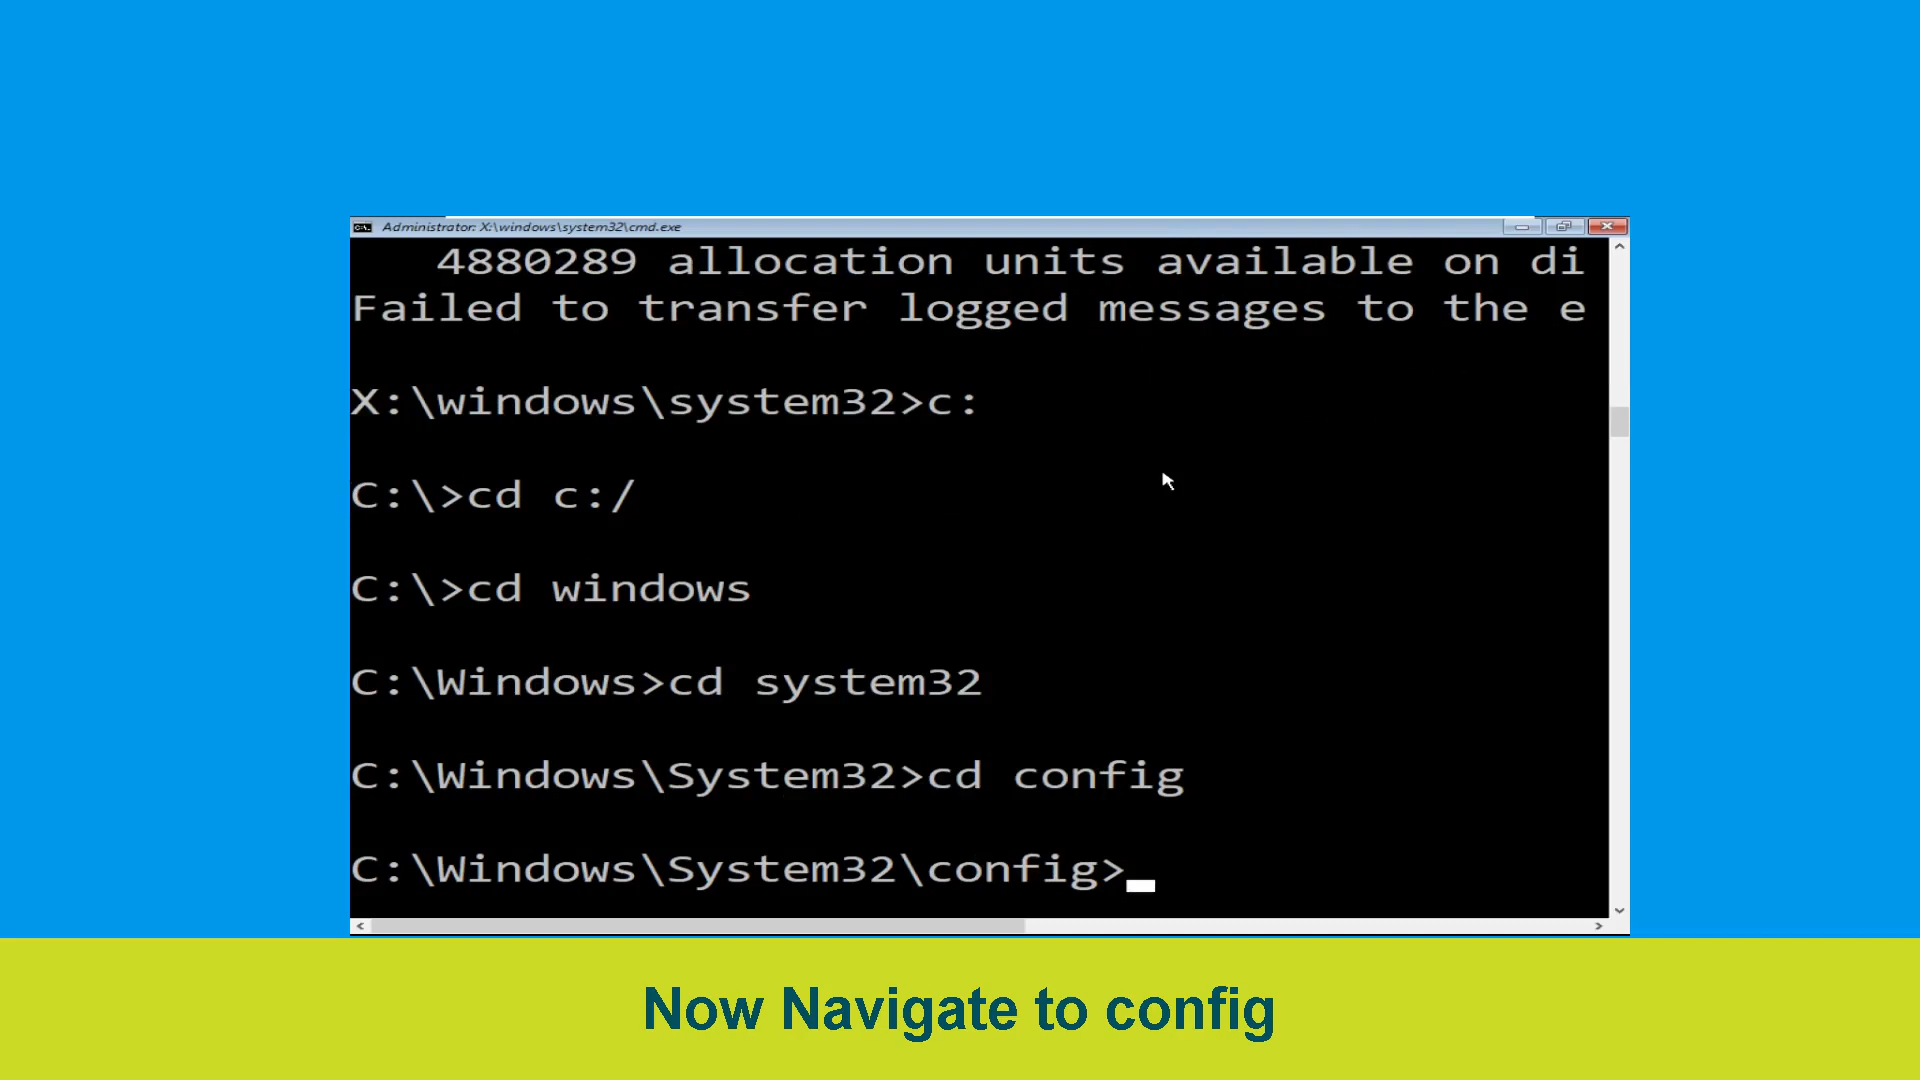 Administrator: X:\windows\system32\cmd.exe
4880289 allocation units available on di
Failed to transfer logged messages to the e
X:\windows\system32>c:
C:\>cd c:/
C:\>cd windows
C:\Windows>cd system32
C:\Windows\System32>cd config
C:\Windows\System32\config>
Now Navigate to config